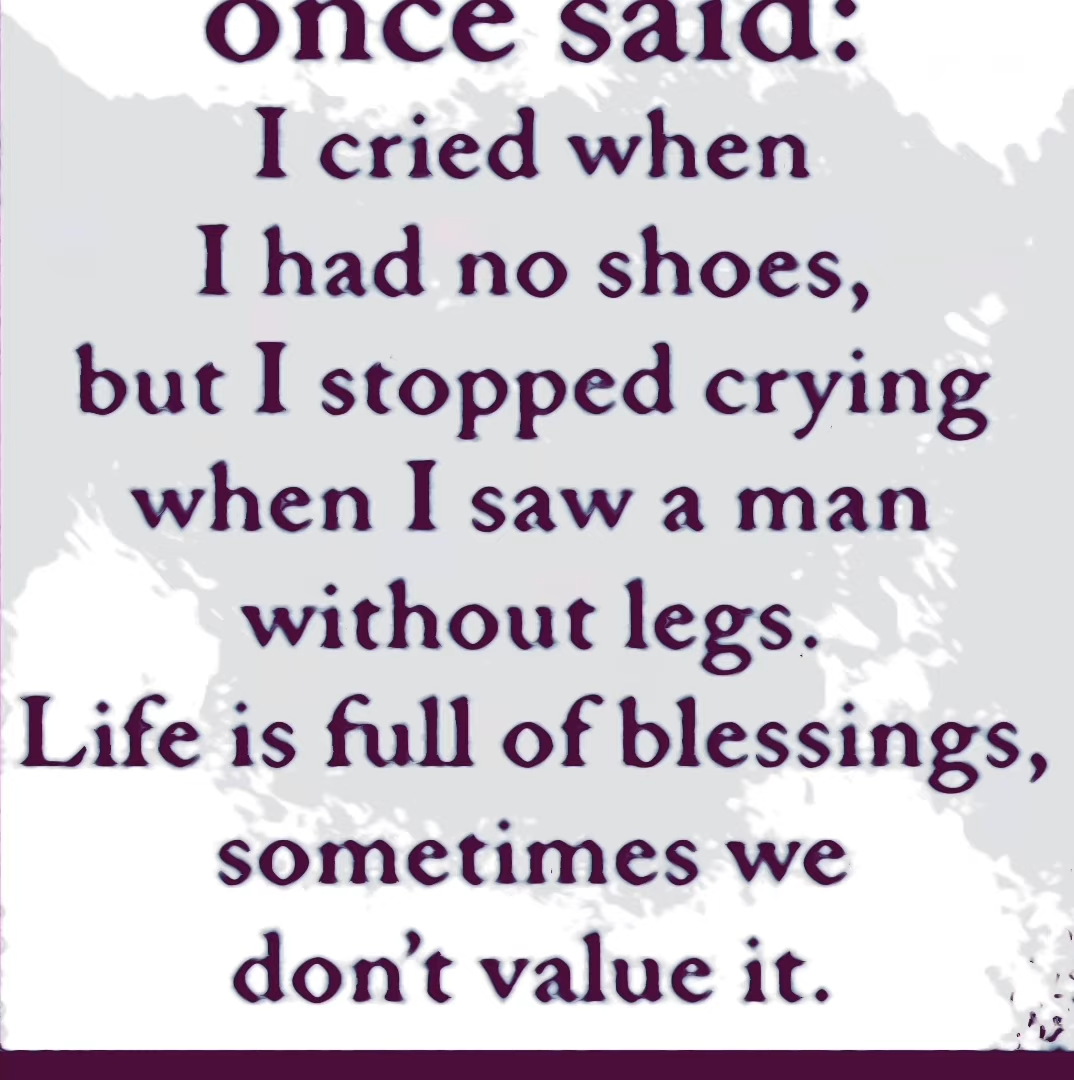 once said:
I cried when
I had no shoes,
but I stopped crying
when I saw a man
without legs.
Life is full of blessings,
sometimes we
don't value it.